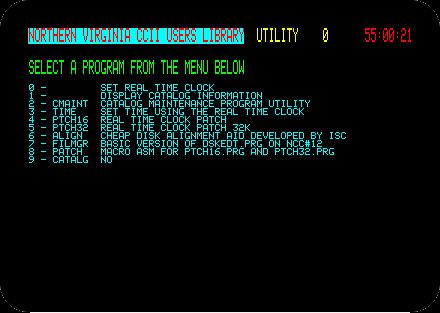 NORTHERN VIRGINIA CCII USERS LIBRARY UTILITY 0 55:00:21
SELECT A PROGRAM FROM THE MENU BELOW
0 - SET REAL TIME CLOCK
1 - DISPLAY CATALOG INFORMATION
2 - CMAINT CATALOG MAINTENANCE PROGRAM UTILITY
3 - TIME SET TIME USING THE REAL TIME CLOCK
4 - PTCH16 REAL TIME CLOCK PATCH
5 - PTCH32 REAL TIME CLOCK PATCH 32K
6 - ALIGN CHEAP DISK ALIGNMENT AID DEVELOPED BY ISC
7 - FILMGR BASIC VERSION OF DSKEDT.PRG ON NCC#12
8 - PATCH MACRO ASM FOR PTCH16.PRG AND PTCH32.PRG
9 - CATALG NO